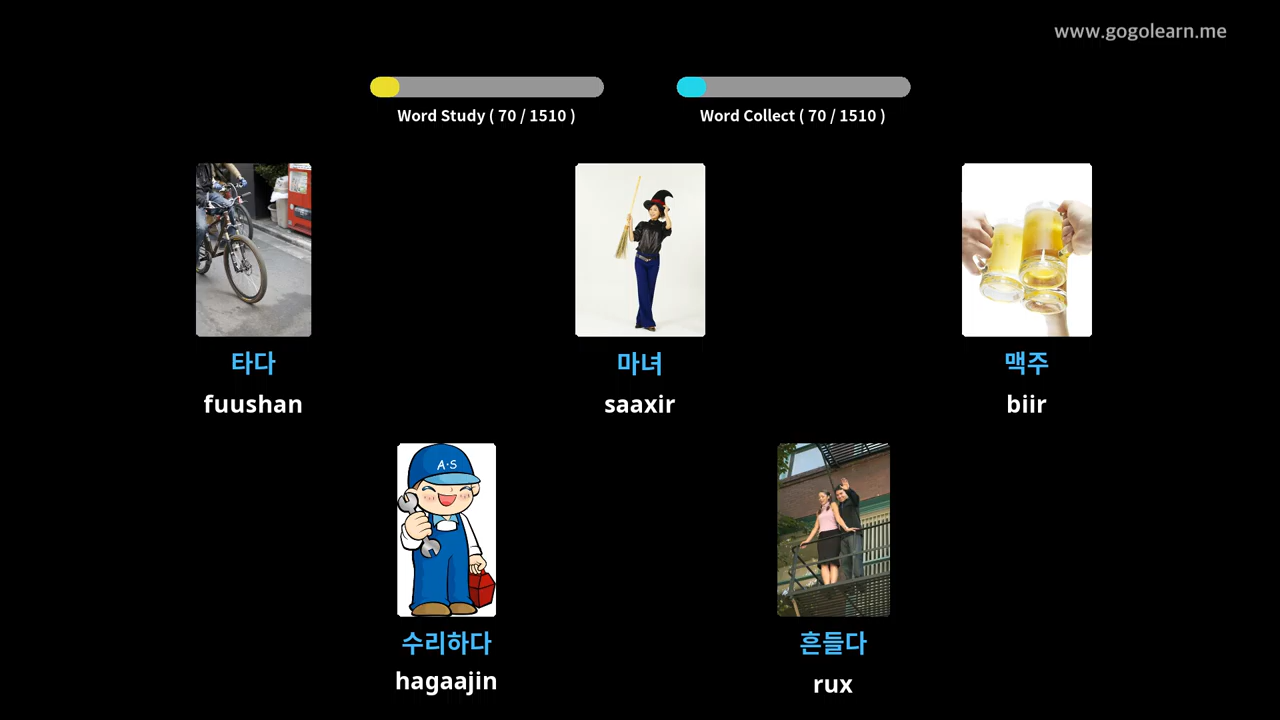 www.gogolearn.me
Word Study ( 70 / 1510 )
Word Collect ( 70 / 1510 )
타다
fuushan
마녀
saaxir
맥주
biir
A·S
수리하다
hagaajin
흔들다
rux